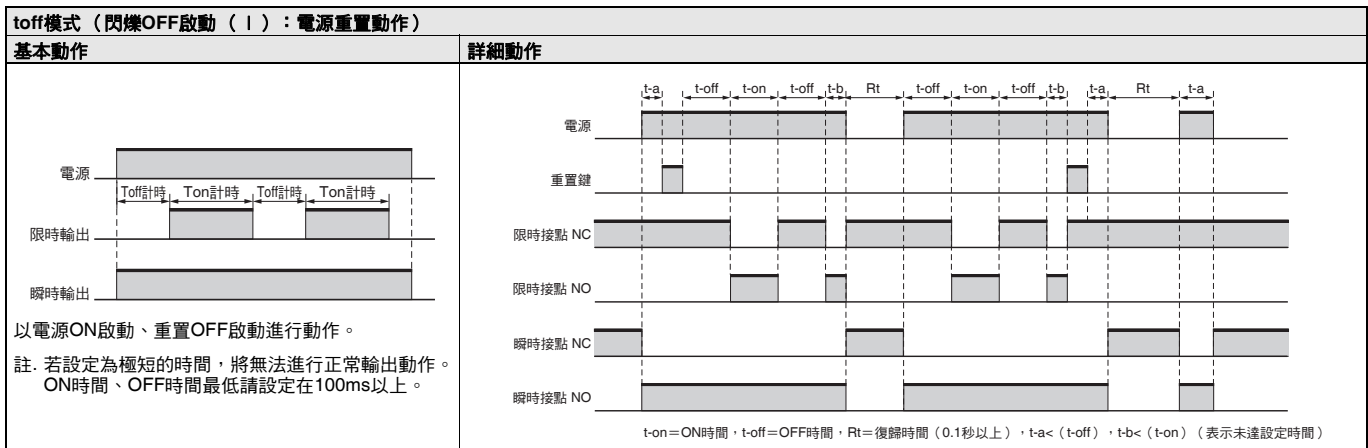 toff模式（閃爍OFF啟動（Ｉ）：電源重置動作）
基本動作
詳細動作
電源
Toff計時 Ton計時 Toff計時 Ton計時
限時輸出
瞬時輸出
以電源ON啟動、重置OFF啟動進行動作。
註. 若設定為極短的時間，將無法進行正常輸出動作。
ON時間、OFF時間最低請設定在100ms以上。
t-a t-off t-on t-off t-b Rt t-off t-on t-off t-b t-a Rt t-a
電源
重置鍵
限時接點 NC
限時接點 NO
瞬時接點 NC
瞬時接點 NO
t-on＝ON時間，t-off＝OFF時間，Rt＝復歸時間（0.1秒以上），t-a<（t-off），t-b<（t-on）（表示未達設定時間）